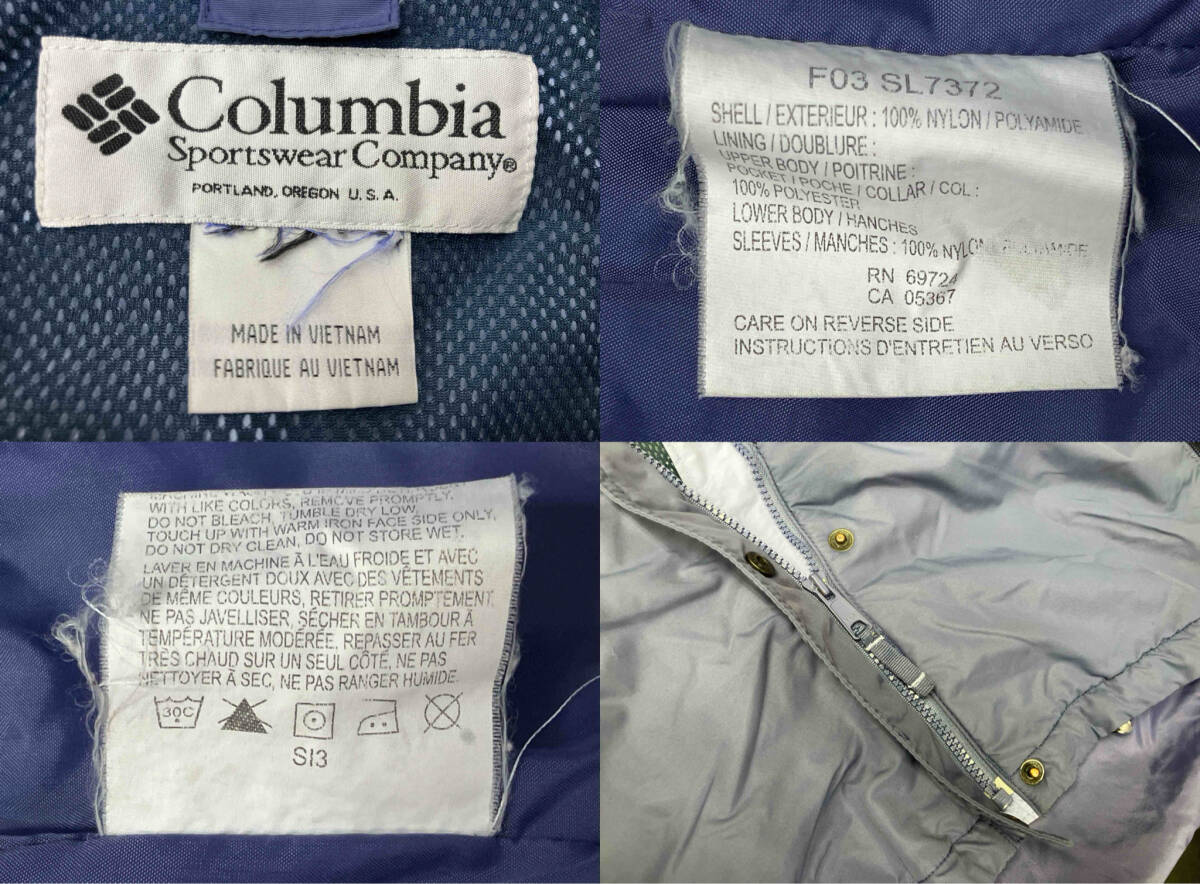 Columbia
Sportswear Company®
PORTLAND, OREGON U.S.A.
MADE IN VIETNAM
FABRIQUE AU VIETNAM
F03 SL7372
SHELL / EXTERIEUR : 100% NYLON / POLYAMIDE
LINING / DOUBLURE :
UPPER BODY / POITRINE :
POCKET / POCHE / COLLAR / COL :
100% POLYESTER
LOWER BODY / HANCHES
SLEEVES / MANCHES : 100% NYLON / POLYAMIDE
RN 69724
CA 05367
CARE ON REVERSE SIDE
INSTRUCTIONS D'ENTRETIEN AU VERSO
WITH LIKE COLORS, REMOVE PROMPTLY.
DO NOT BLEACH, TUMBLE DRY LOW.
TOUCH UP WITH WARM IRON FACE SIDE ONLY,
DO NOT DRY CLEAN, DO NOT STORE WET.
LAVER EN MACHINE À L'EAU FROIDE ET AVEC
UN DÉTERGENT DOUX AVEC DES VÊTEMENTS
DE MÊME COULEURS, RETIRER PROMPTEMENT,
NE PAS JAVELLISER, SÉCHER EN TAMBOUR À
TEMPÉRATURE MODÉRÉE, REPASSER AU FER
TRÈS CHAUD SUR UN SEUL CÔTÉ, NE PAS
NETTOYER À SEC, NE PAS RANGER HUMIDE.
30C
S13